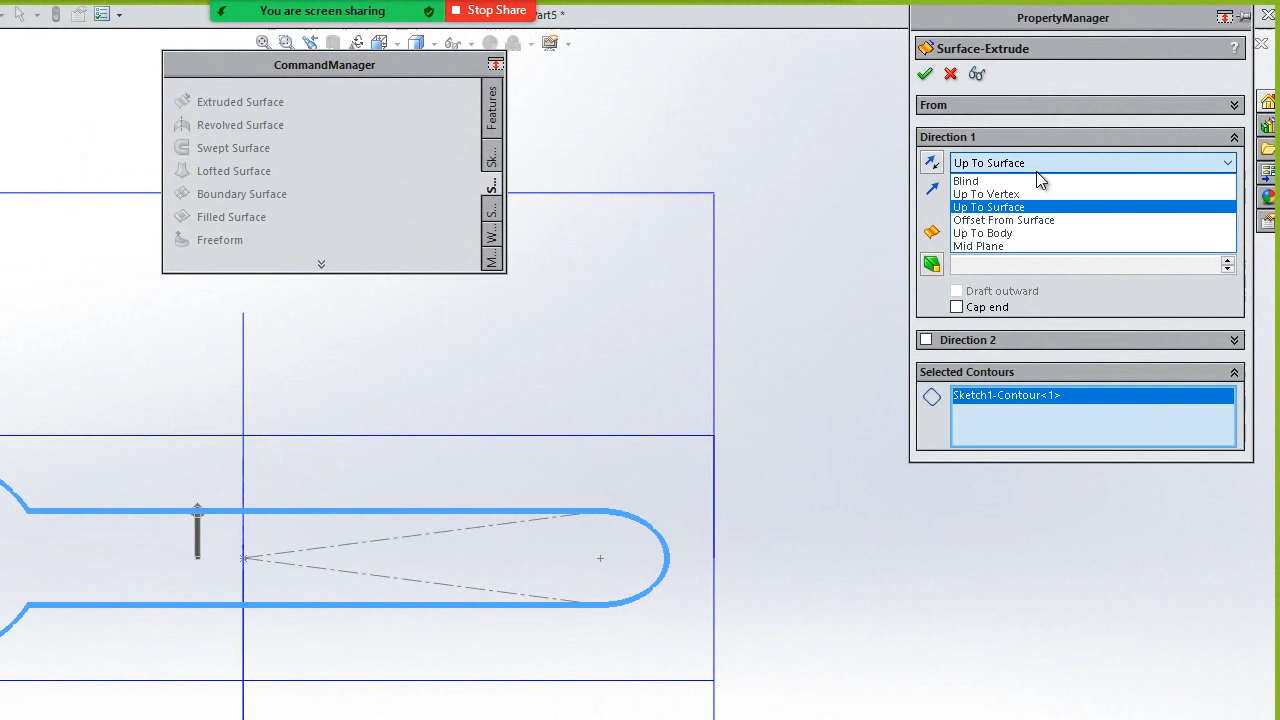 You are screen sharing
Stop Share
Part5 *
PropertyManager
Surface-Extrude
?
CommandManager
Extruded Surface
Revolved Surface
Swept Surface
Lofted Surface
Boundary Surface
Filled Surface
Freeform
Features
Sk...
S...
S...
W...
M...
From
Direction 1
Up To Surface
Blind
Up To Vertex
Up To Surface
Offset From Surface
Up To Body
Mid Plane
Draft outward
Cap end
Direction 2
Selected Contours
Sketch1-Contour<1>